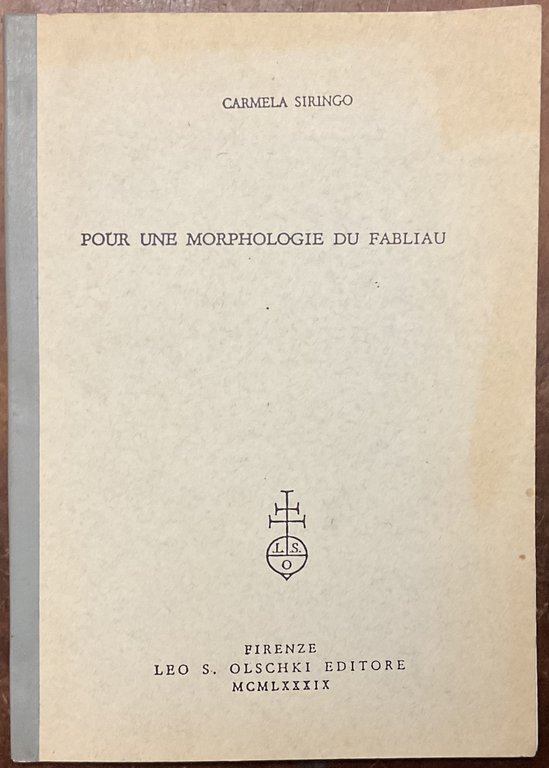 CARMELA SIRINGO
POUR UNE MORPHOLOGIE DU FABLIAU
.L. S.
O
FIRENZE
LEO S. OLSCHKI EDITORE
MCMLXXXIX